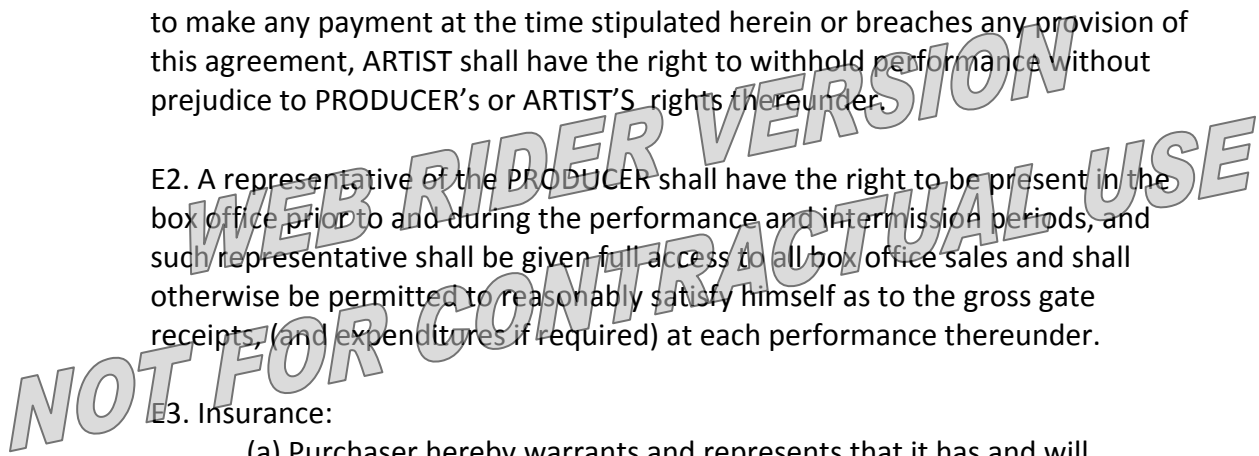 to make any payment at the time stipulated herein or breaches any provision of
this agreement, ARTIST shall have the right to withhold performance without
prejudice to PRODUCER's or ARTIST'S  rights thereunder.
E2. A representative of the PRODUCER shall have the right to be present in the
box office prior to and during the performance and intermission periods, and
such representative shall be given full access to all box office sales and shall
otherwise be permitted to reasonably satisfy himself as to the gross gate
receipts, (and expenditures if required) at each performance thereunder.
E3. Insurance:
(a) Purchaser hereby warrants and represents that it has and will
WEB RIDER VERSION
NOT FOR CONTRACTUAL USE